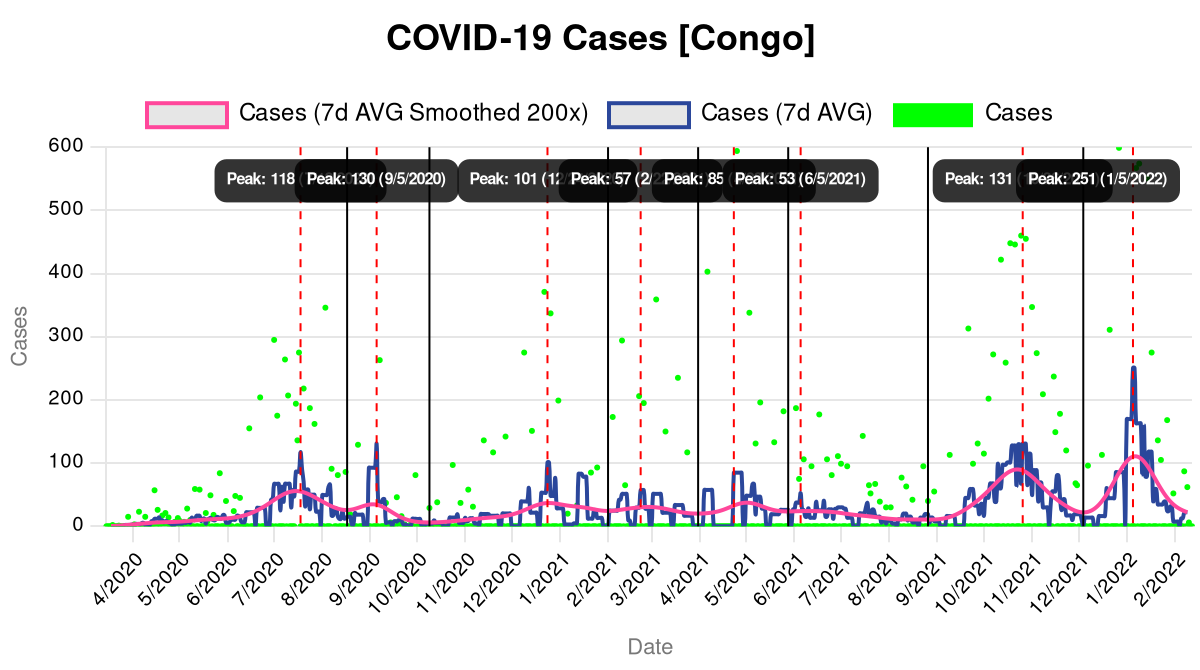 COVID-19 Cases [Congo]
Cases (7d AVG Smoothed 200x)
Cases (7d AVG)
Cases
600
500
400
300
200
100
0
Cases
Peak: 118
Peak: 130 (9/5/2020)
Peak: 101 (12/
Peak: 57 (2/
Peak: 85
Peak: 53 (6/5/2021)
Peak: 131
Peak: 251 (1/5/2022)
4/2020
5/2020
6/2020
7/2020
8/2020
9/2020
10/2020
11/2020
12/2020
1/2021
2/2021
3/2021
4/2021
5/2021
6/2021
7/2021
8/2021
9/2021
10/2021
11/2021
12/2021
1/2022
2/2022
Date